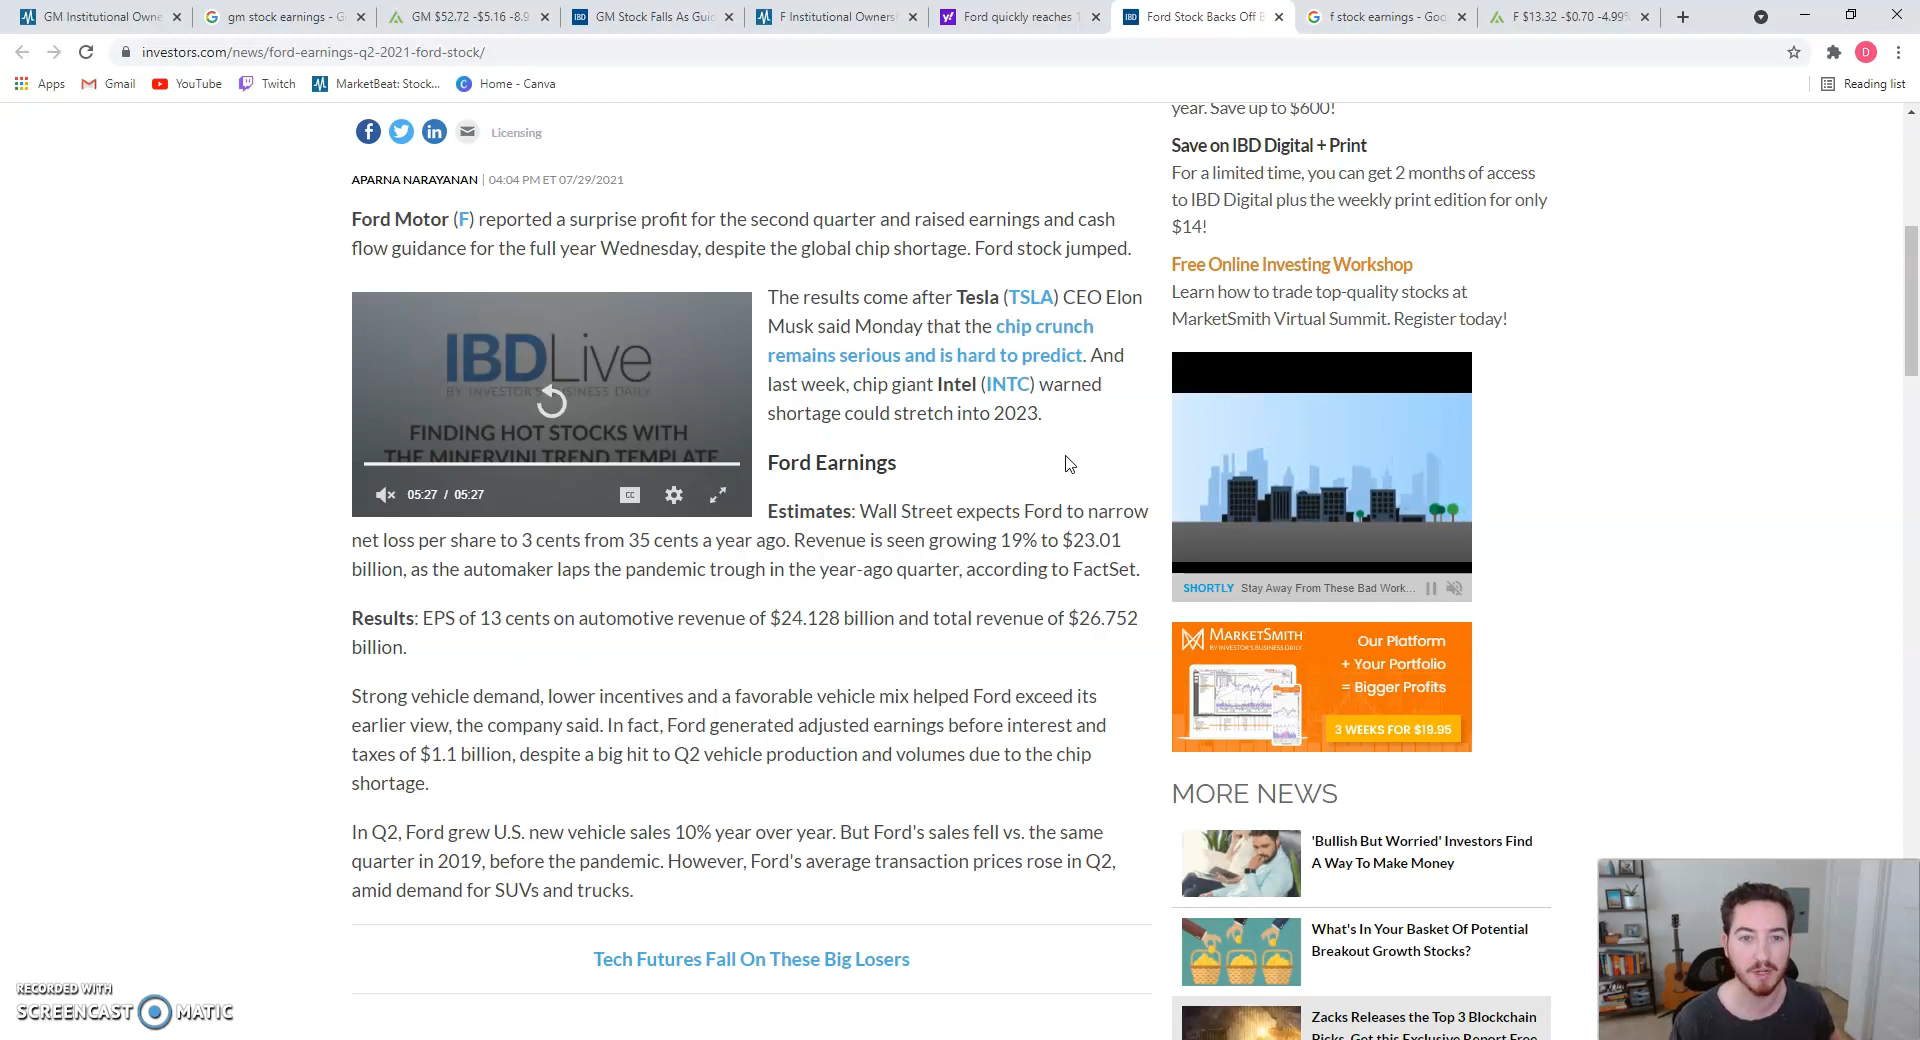 GM Institutional Owne
gm stock earnings - G
GM $52.72 -$5.16 -8.9
GM Stock Falls As Guid
F Institutional Owners
Ford quickly reaches 1
Ford Stock Backs Off B
f stock earnings - Goo
F $13.32 -$0.70 -4.99%
investors.com/news/ford-earnings-q2-2021-ford-stock/
D
Apps
Gmail
YouTube
Twitch
MarketBeat: Stock...
Home - Canva
Reading list
Licensing
APARNA NARAYANAN | 04:04 PM ET 07/29/2021
Ford Motor (F) reported a surprise profit for the second quarter and raised earnings and cash
flow guidance for the full year Wednesday, despite the global chip shortage. Ford stock jumped.
IBDLive
BY INVESTOR'S BUSINESS DAILY
FINDING HOT STOCKS WITH
THE MINERVINI TREND TEMPLATE
05:27 / 05:27
CC
The results come after Tesla (TSLA) CEO Elon
Musk said Monday that the chip crunch
remains serious and is hard to predict. And
last week, chip giant Intel (INTC) warned
shortage could stretch into 2023.
Ford Earnings
Estimates: Wall Street expects Ford to narrow
net loss per share to 3 cents from 35 cents a year ago. Revenue is seen growing 19% to $23.01
billion, as the automaker laps the pandemic trough in the year-ago quarter, according to FactSet.
Results: EPS of 13 cents on automotive revenue of $24.128 billion and total revenue of $26.752
billion.
Strong vehicle demand, lower incentives and a favorable vehicle mix helped Ford exceed its
earlier view, the company said. In fact, Ford generated adjusted earnings before interest and
taxes of $1.1 billion, despite a big hit to Q2 vehicle production and volumes due to the chip
shortage.
In Q2, Ford grew U.S. new vehicle sales 10% year over year. But Ford's sales fell vs. the same
quarter in 2019, before the pandemic. However, Ford's average transaction prices rose in Q2,
amid demand for SUVs and trucks.
Tech Futures Fall On These Big Losers
year. Save up to $600!
Save on IBD Digital + Print
For a limited time, you can get 2 months of access
to IBD Digital plus the weekly print edition for only
$14!
Free Online Investing Workshop
Learn how to trade top-quality stocks at
MarketSmith Virtual Summit. Register today!
SHORTLY Stay Away From These Bad Work...
MARKETSMITH
BY INVESTOR'S BUSINESS DAILY
Our Platform
+ Your Portfolio
= Bigger Profits
3 WEEKS FOR $19.95
MORE NEWS
'Bullish But Worried' Investors Find
A Way To Make Money
What's In Your Basket Of Potential
Breakout Growth Stocks?
Zacks Releases the Top 3 Blockchain
Picks. Get this Exclusive Report Free
RECORDED WITH
SCREENCAST MATIC